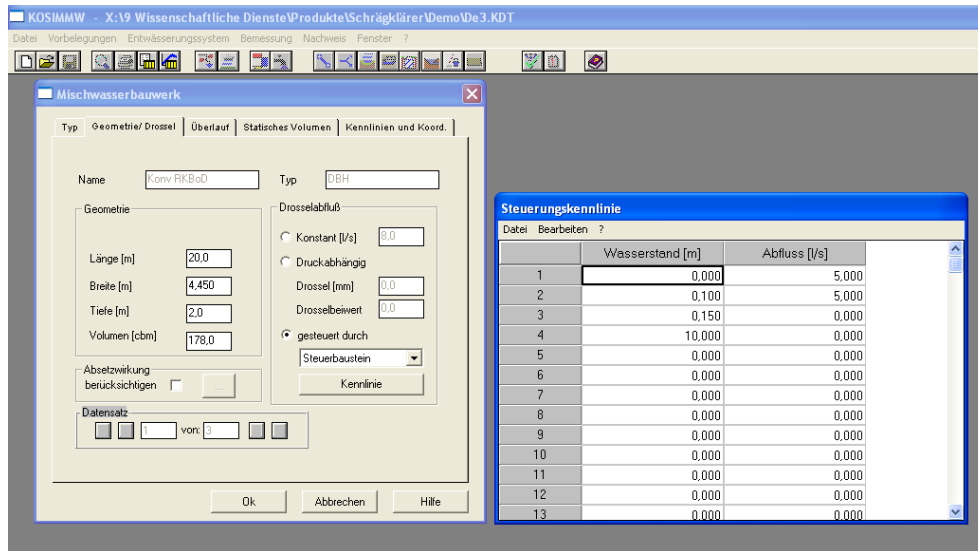 KOSIMMW - X:\9 Wissenschaftliche Dienste\Produkte\Schrägklärer\Demo\De3.KDT
Datei Vorbelegungen Entwässerungssystem Bemessung Nachweis Fenster ?
Mischwasserbauwerk
Typ Geometrie/ Drossel Überlauf Statisches Volumen Kennlinien und Koord.
Name Konv RKBoD Typ DBH
Geometrie
Länge [m] 20,0
Breite [m] 4,450
Tiefe [m] 2,0
Volumen [cbm] 178,0
Absetzwirkung
berücksichtigen ...
Drosselabfluß
Konstant [l/s] 8,0
Druckabhängig
Drossel [mm] 0,0
Drosselbeiwert 0,0
gesteuert durch
Steuerbaustein
Kennlinie
Datensatz
1 von: 3
Ok Abbrechen Hilfe
Steuerungskennlinie
Datei Bearbeiten ?
Wasserstand [m] Abfluss [l/s]
1 0,000 5,000
2 0,100 5,000
3 0,150 0,000
4 10,000 0,000
5 0,000 0,000
6 0,000 0,000
7 0,000 0,000
8 0,000 0,000
9 0,000 0,000
10 0,000 0,000
11 0,000 0,000
12 0,000 0,000
13 0,000 0,000